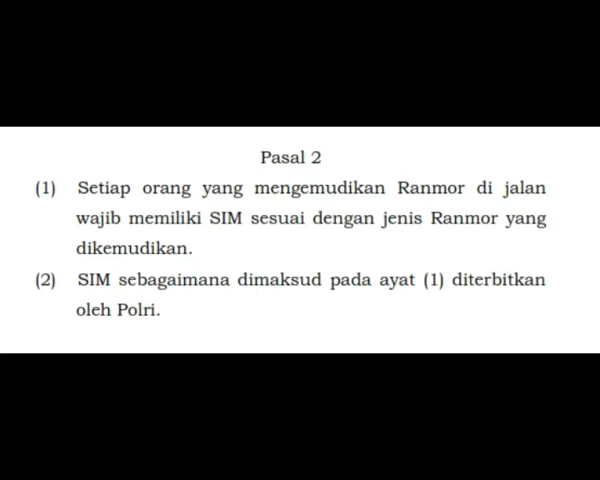 Pasal 2
(1) Setiap orang yang mengemudikan Ranmor di jalan
wajib memiliki SIM sesuai dengan jenis Ranmor yang
dikemudikan.
(2) SIM sebagaimana dimaksud pada ayat (1) diterbitkan
oleh Polri.